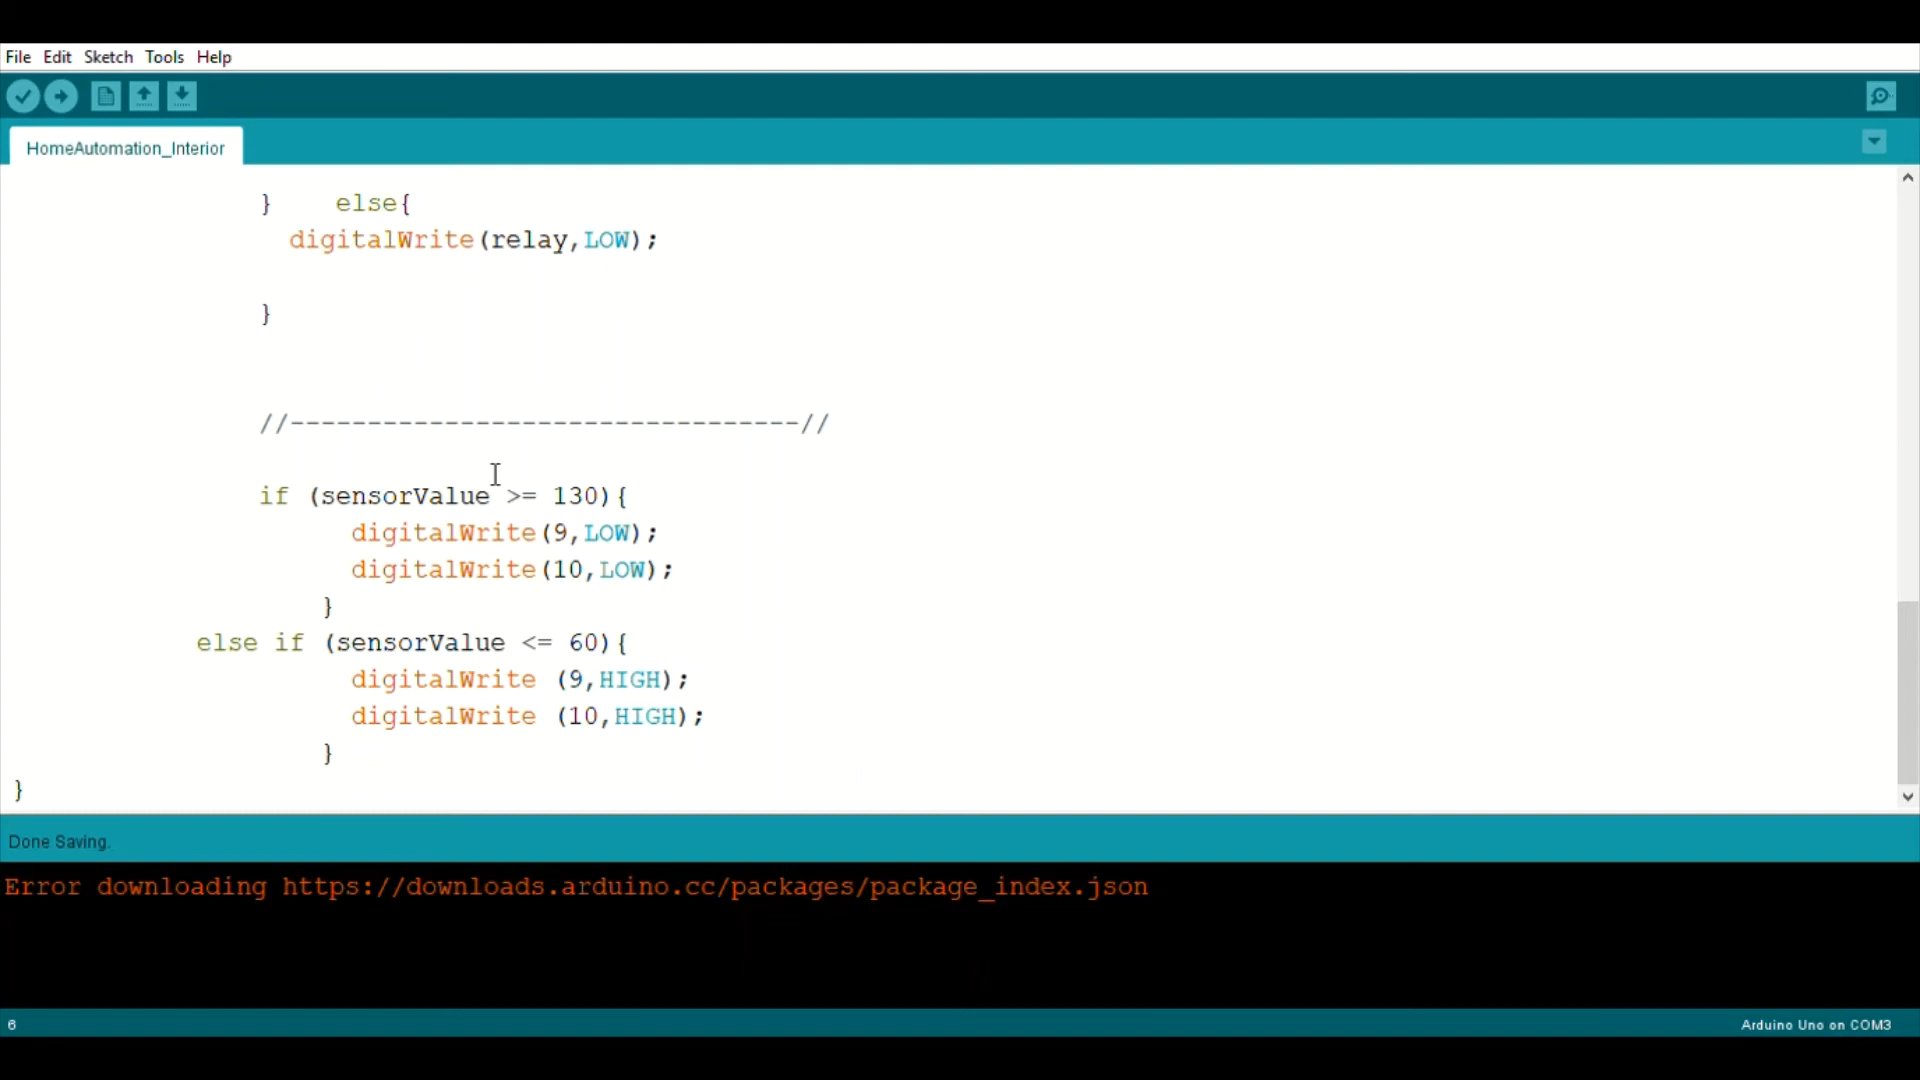 File Edit Sketch Tools Help
HomeAutomation_Interior
} else{
digitalWrite(relay,LOW);
}
//---------------------------------//
if (sensorValue >= 130){
digitalWrite(9,LOW);
digitalWrite(10,LOW);
}
else if (sensorValue <= 60){
digitalWrite (9,HIGH);
digitalWrite (10,HIGH);
}
}
Done Saving.
Error downloading https://downloads.arduino.cc/packages/package_index.json
6 Arduino Uno on COM3